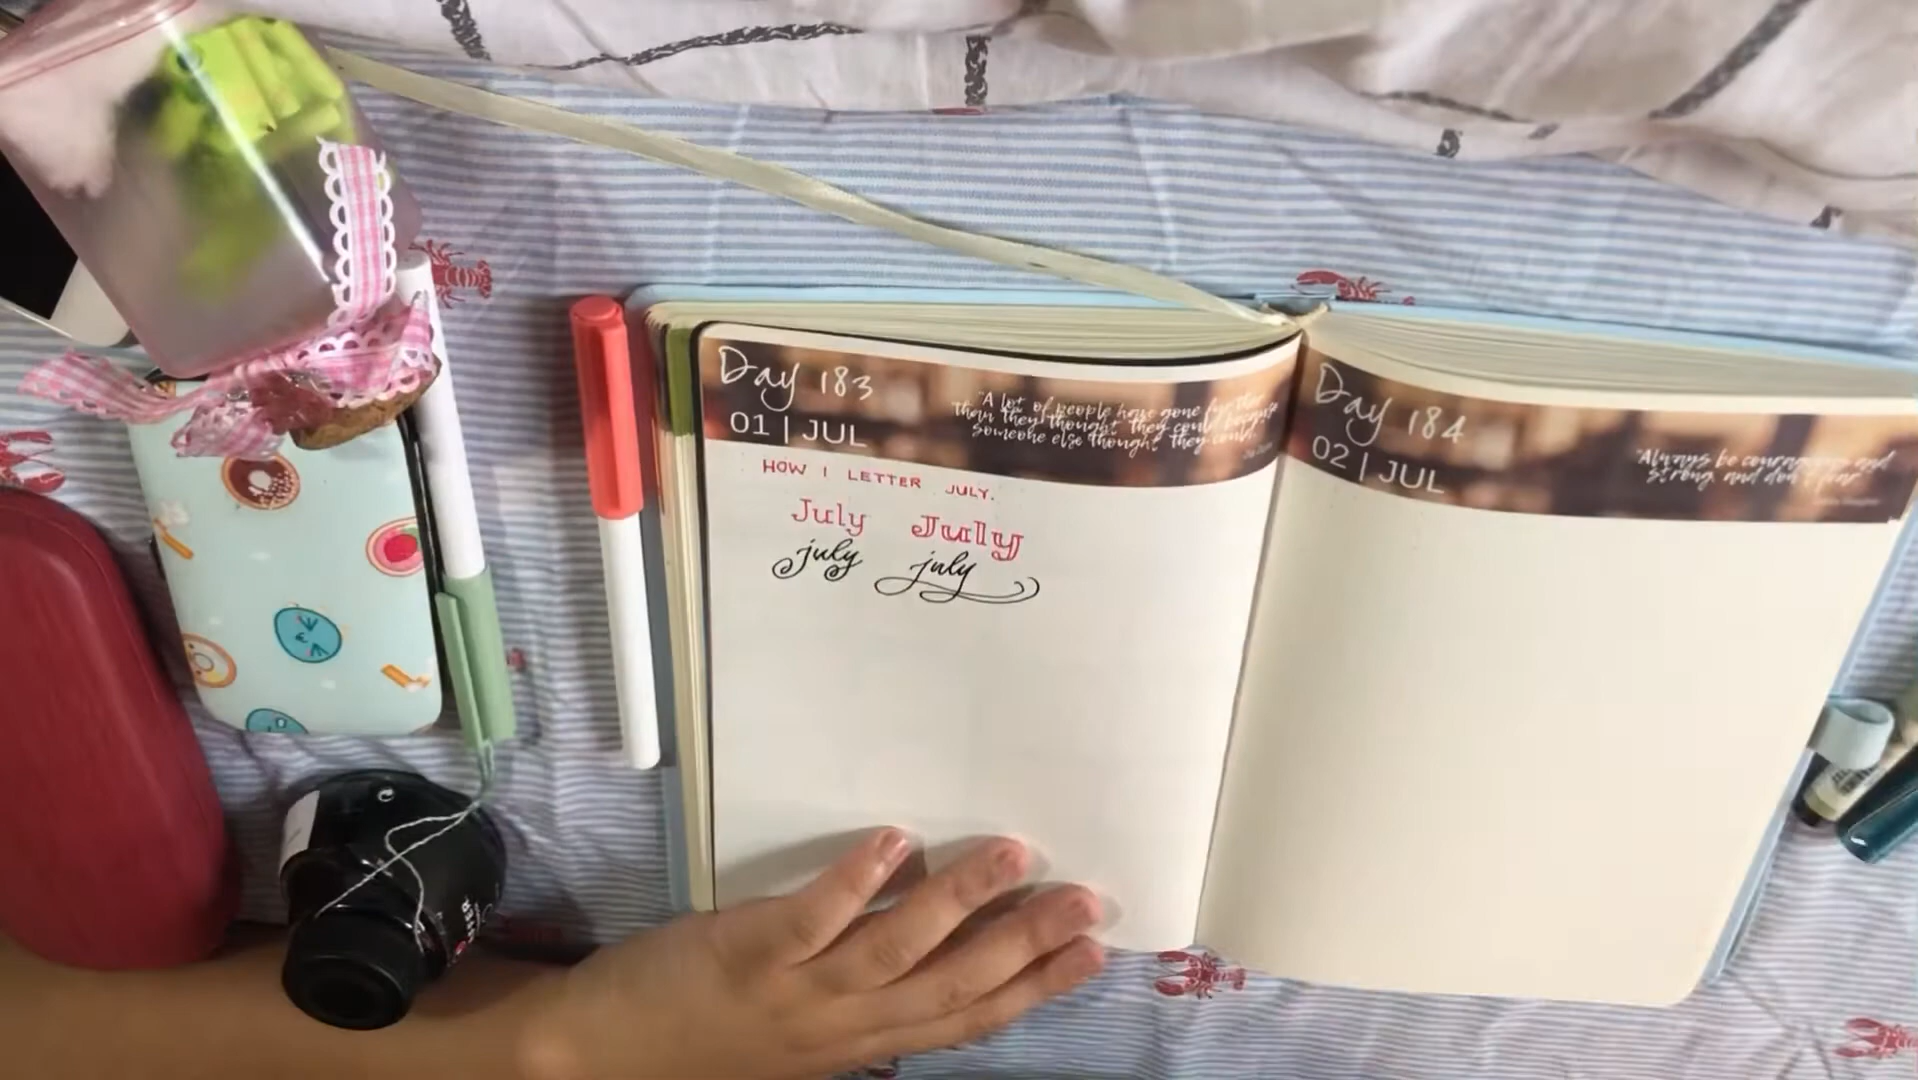 Day 183
01 | JUL
"A lot of people have gone further
than they thought they could because
someone else thought they could."
HOW I LETTER JULY.
July July
july july
Day 184
02 | JUL
"Always be courageous and
strong, and don't fear"